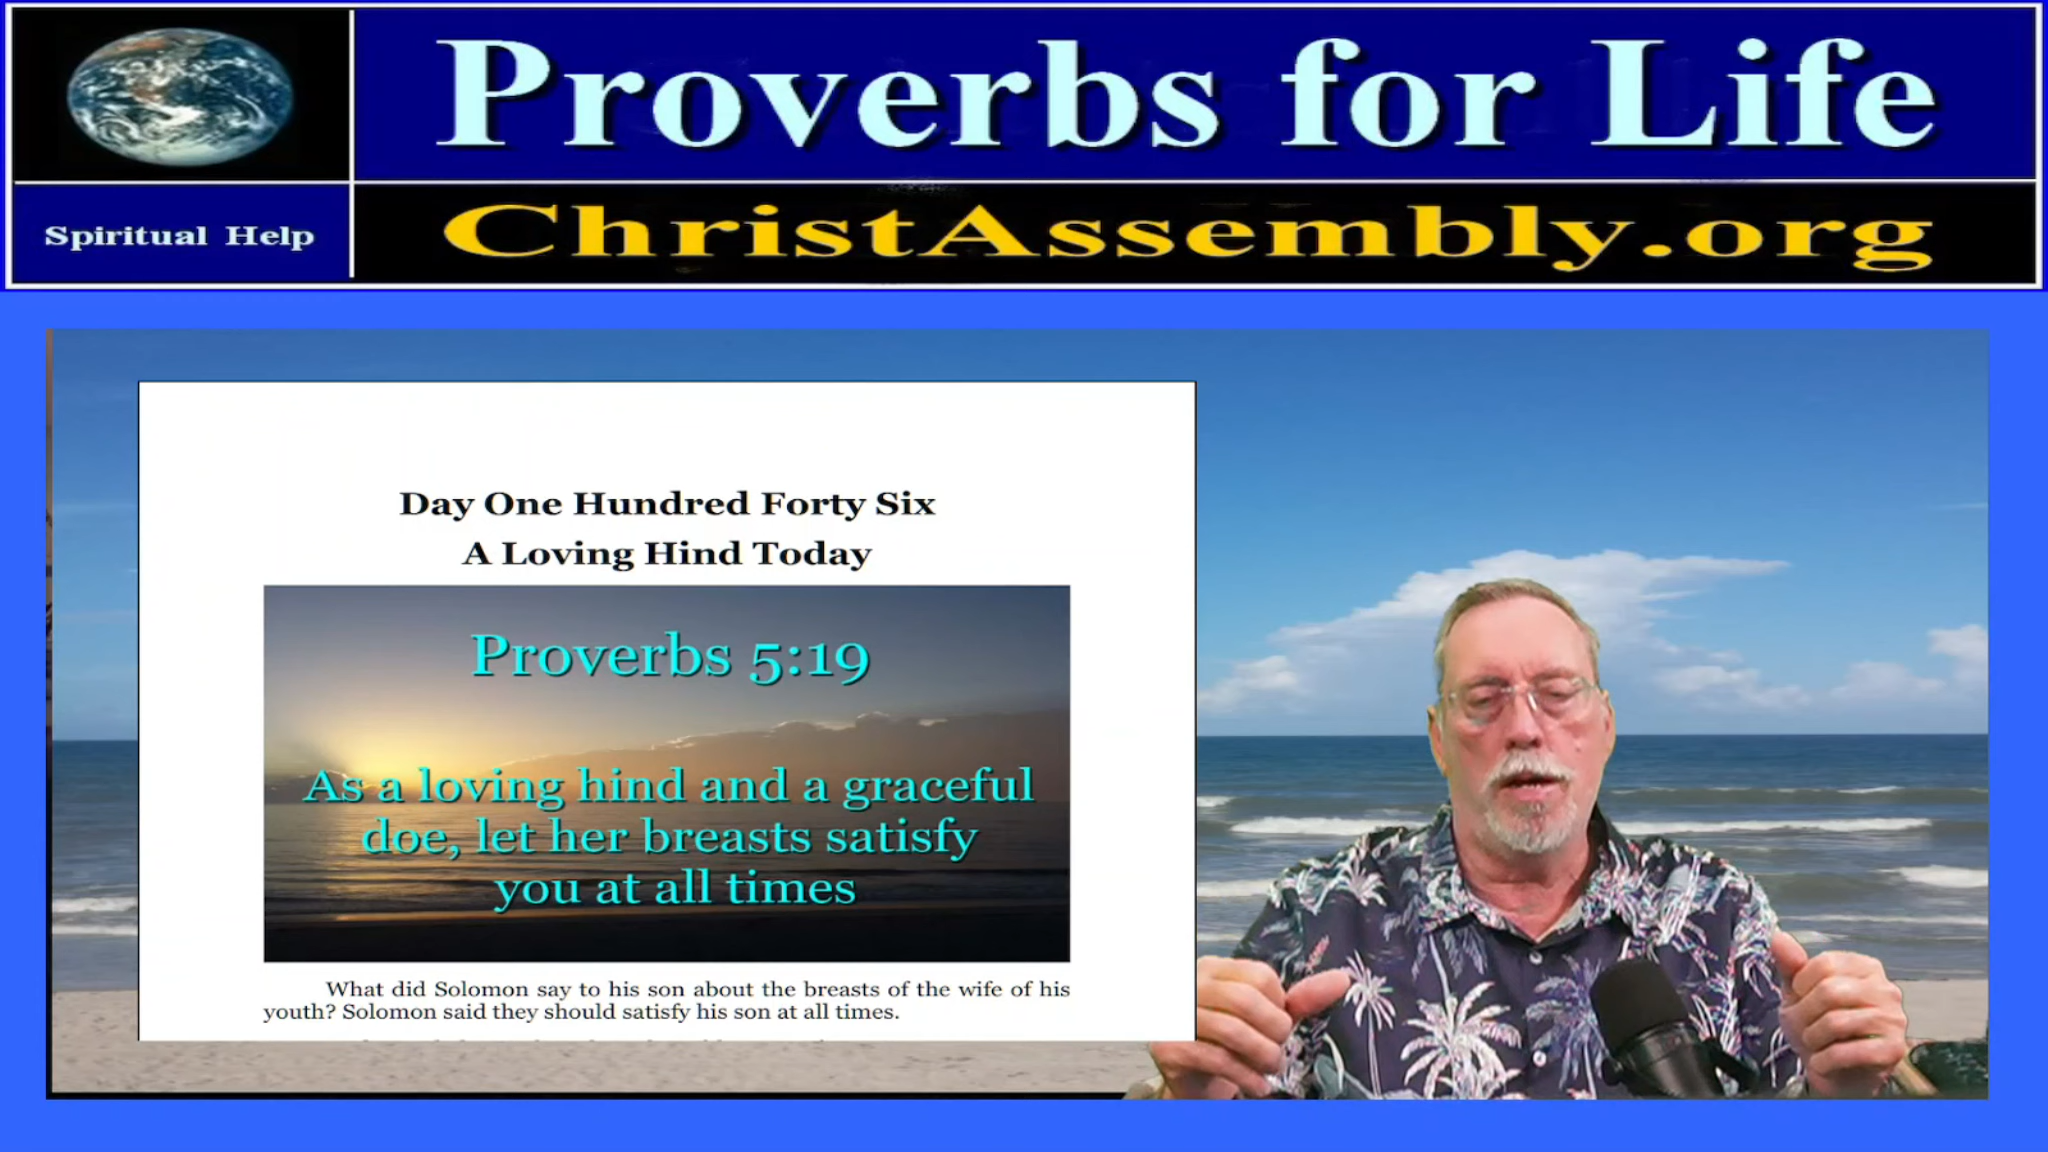 Proverbs for Life
Spiritual Help
ChristAssembly.org
Day One Hundred Forty Six
A Loving Hind Today
Proverbs 5:19
As a loving hind and a graceful
doe, let her breasts satisfy
you at all times
What did Solomon say to his son about the breasts of the wife of his
youth? Solomon said they should satisfy his son at all times.